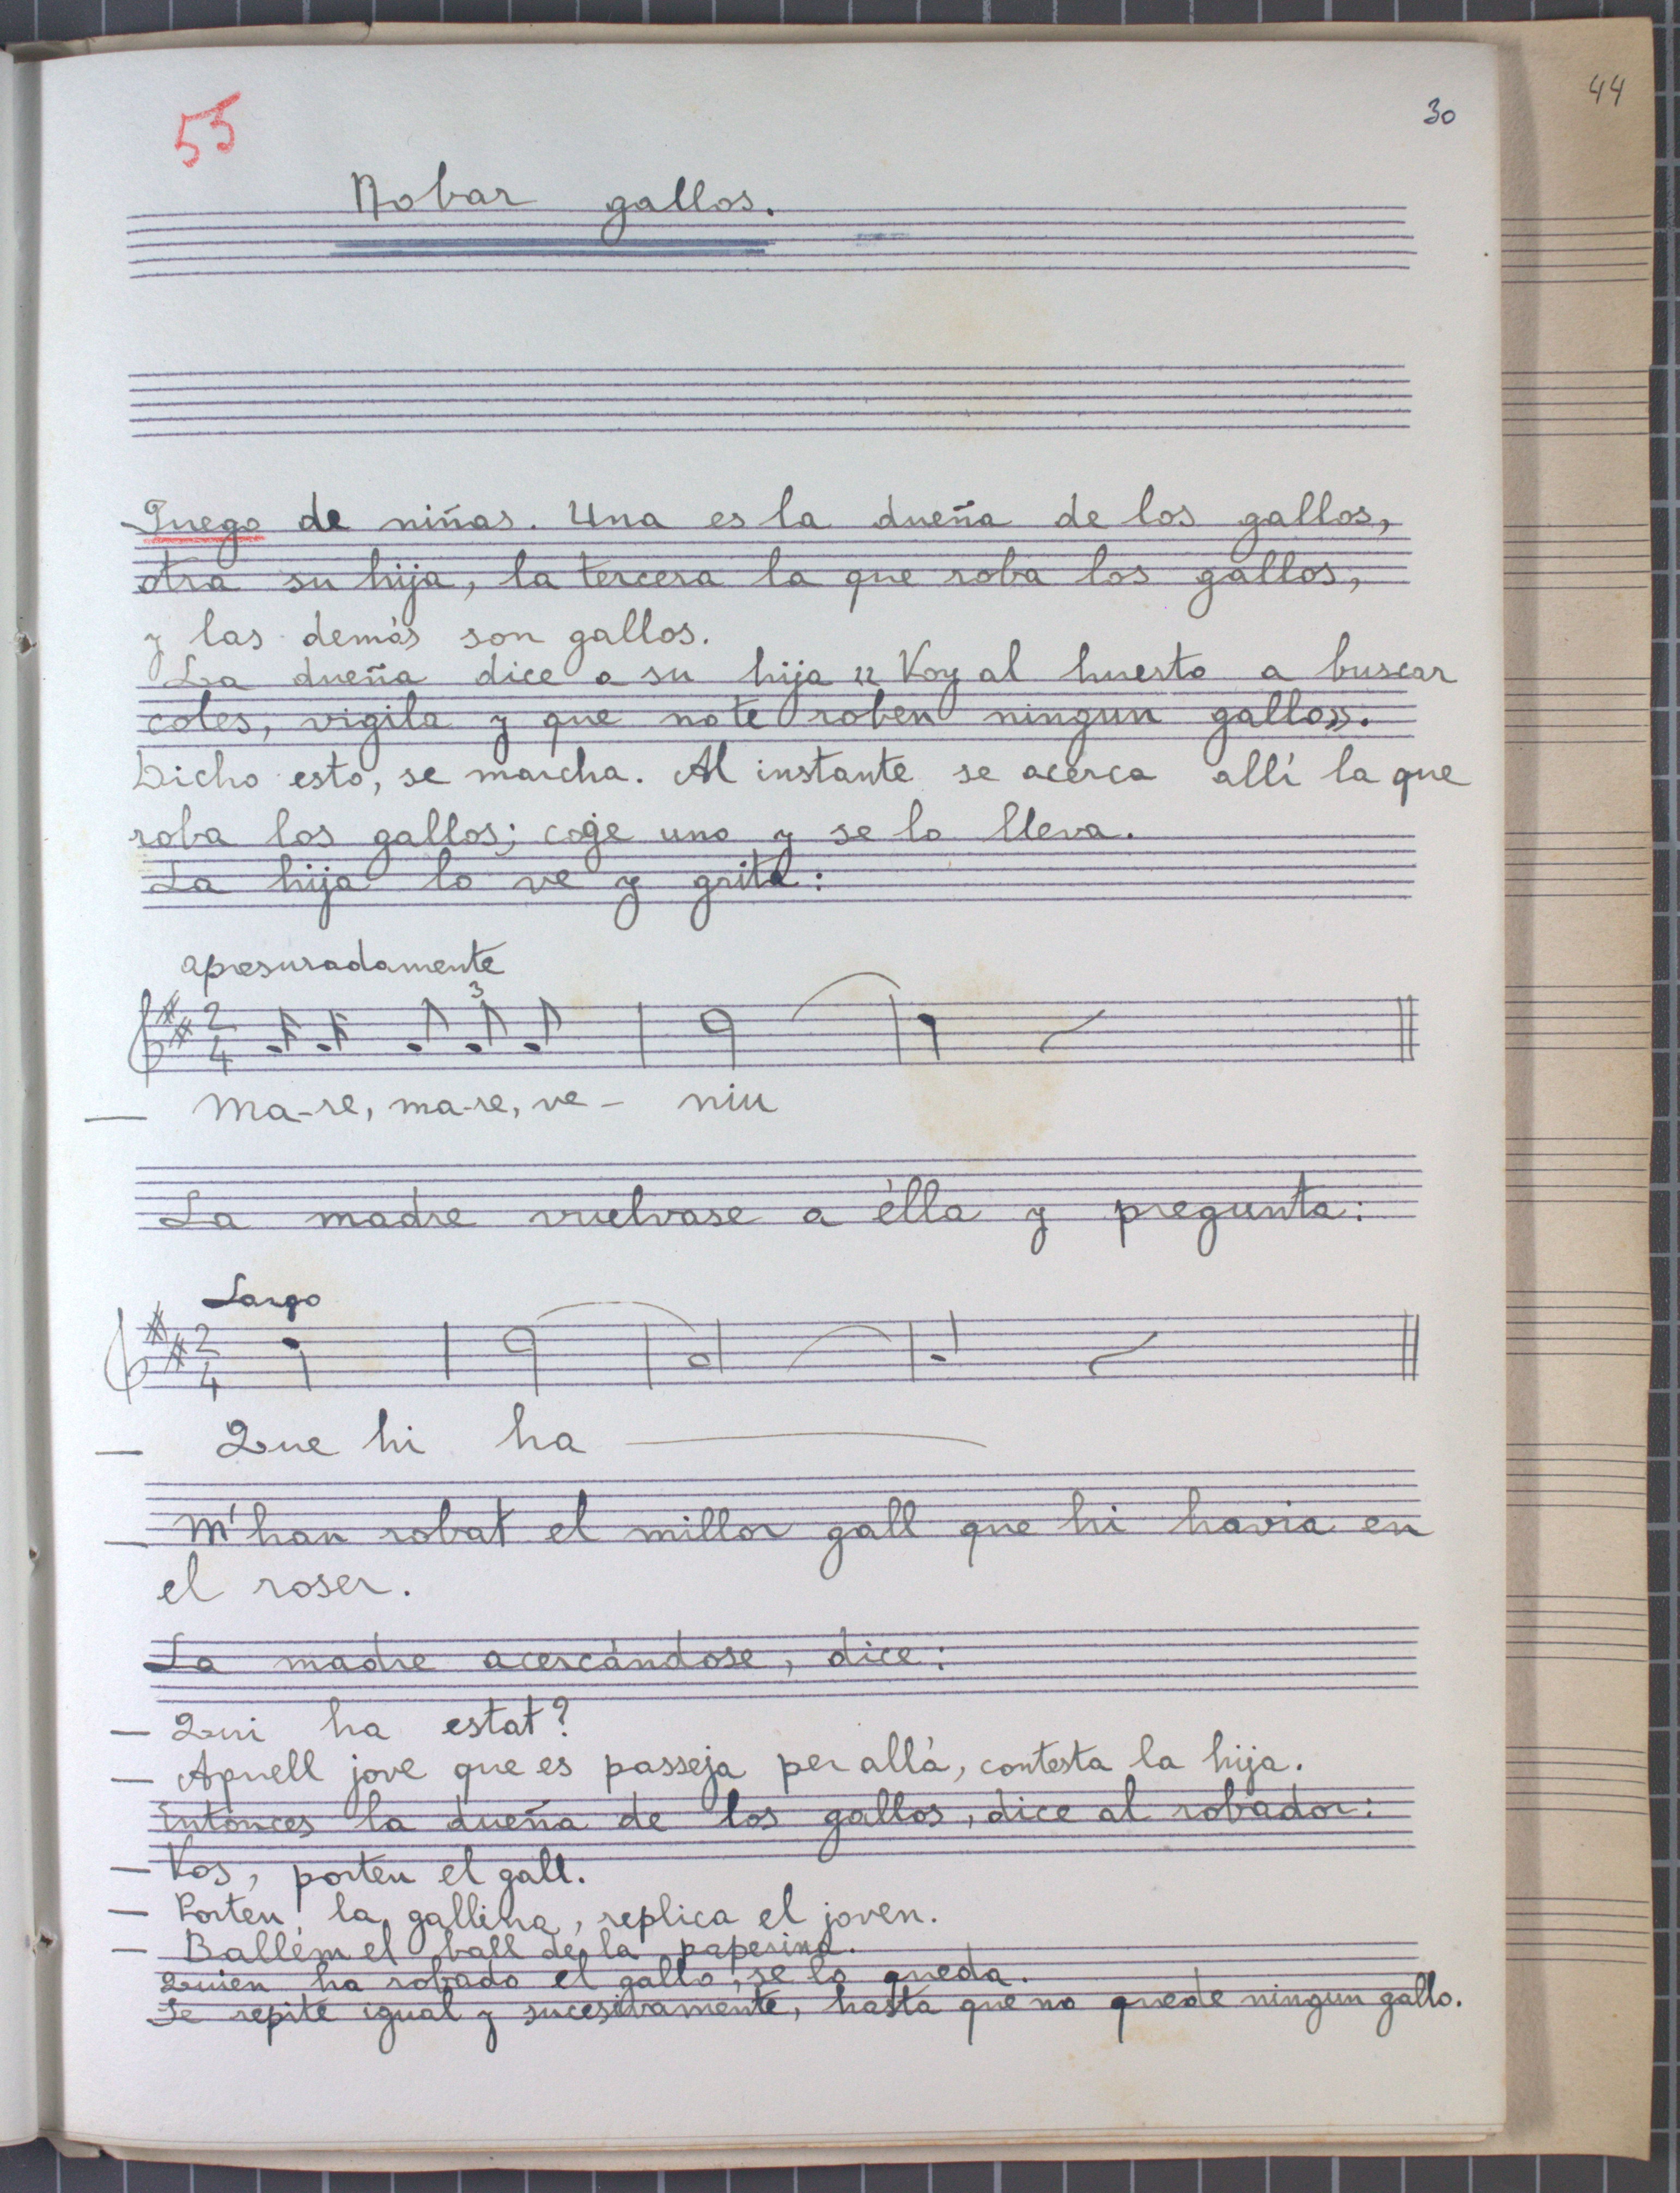 44
30
55
Robar gallos.
Juego de niñas. Una es la dueña de los gallos,
otra su hija, la tercera la que roba los gallos,
y las demás son gallos.
La dueña dice a su hija « Voy al huerto a buscar
coles, vigila y que no te roben ningun gallo».
Dicho esto, se marcha. Al instante se acerca allí la que
roba los gallos; coge uno y se lo lleva.
La hija lo ve y grita:
apresuradamente
3
2
4
— Ma-re, ma-re, ve- niu
La madre vuelvase a élla y pregunta:
Largo
2
4
— Que hi ha
— M'han robat el millor gall que hi havia en
el roser.
La madre acercándose, dice:
— Qui ha estat?
— Aquell jove que es passeja per allà, contesta la hija.
Entonces la dueña de los gallos, dice al robador:
— Vos, porteu el gall.
— Porteu! la gallina, replica el joven.
— Ballém el ball de la paperina.
Quien ha robado el gallo, se lo queda.
Se repite igual y sucesivamente, hasta que no quede ningun gallo.